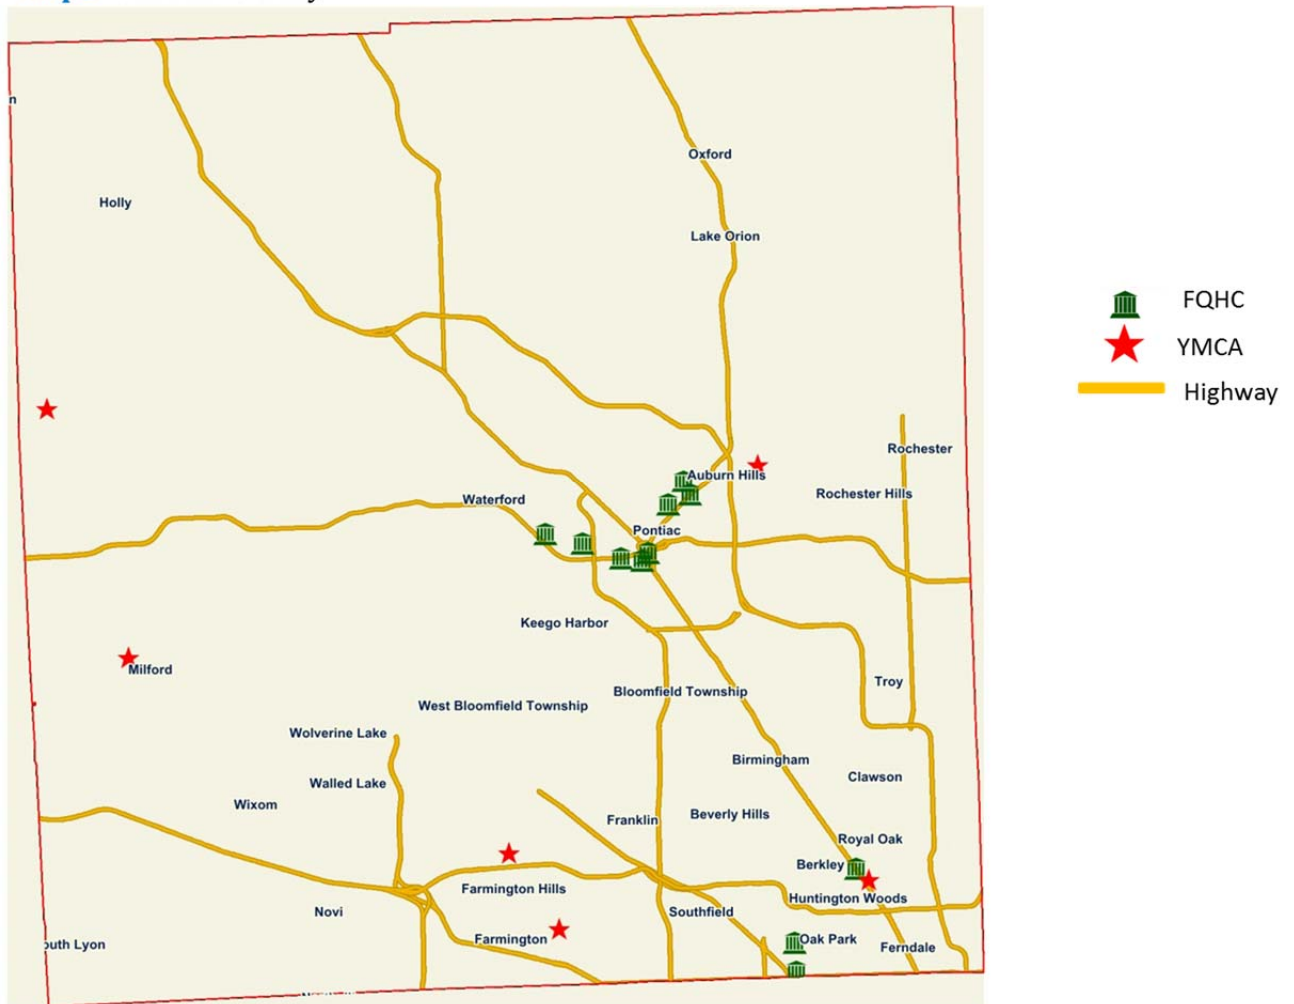 n
Oxford
Holly
Lake Orion
FQHC
YMCA
Highway
Rochester
Auburn Hills
Rochester Hills
Waterford
Pontiac
Keego Harbor
Milford
Troy
Bloomfield Township
West Bloomfield Township
Wolverine Lake
Birmingham
Clawson
Walled Lake
Wixom
Beverly Hills
Franklin
Royal Oak
Berkley
Farmington Hills
Huntington Woods
Novi
Southfield
Farmington
Oak Park
outh Lyon
Ferndale